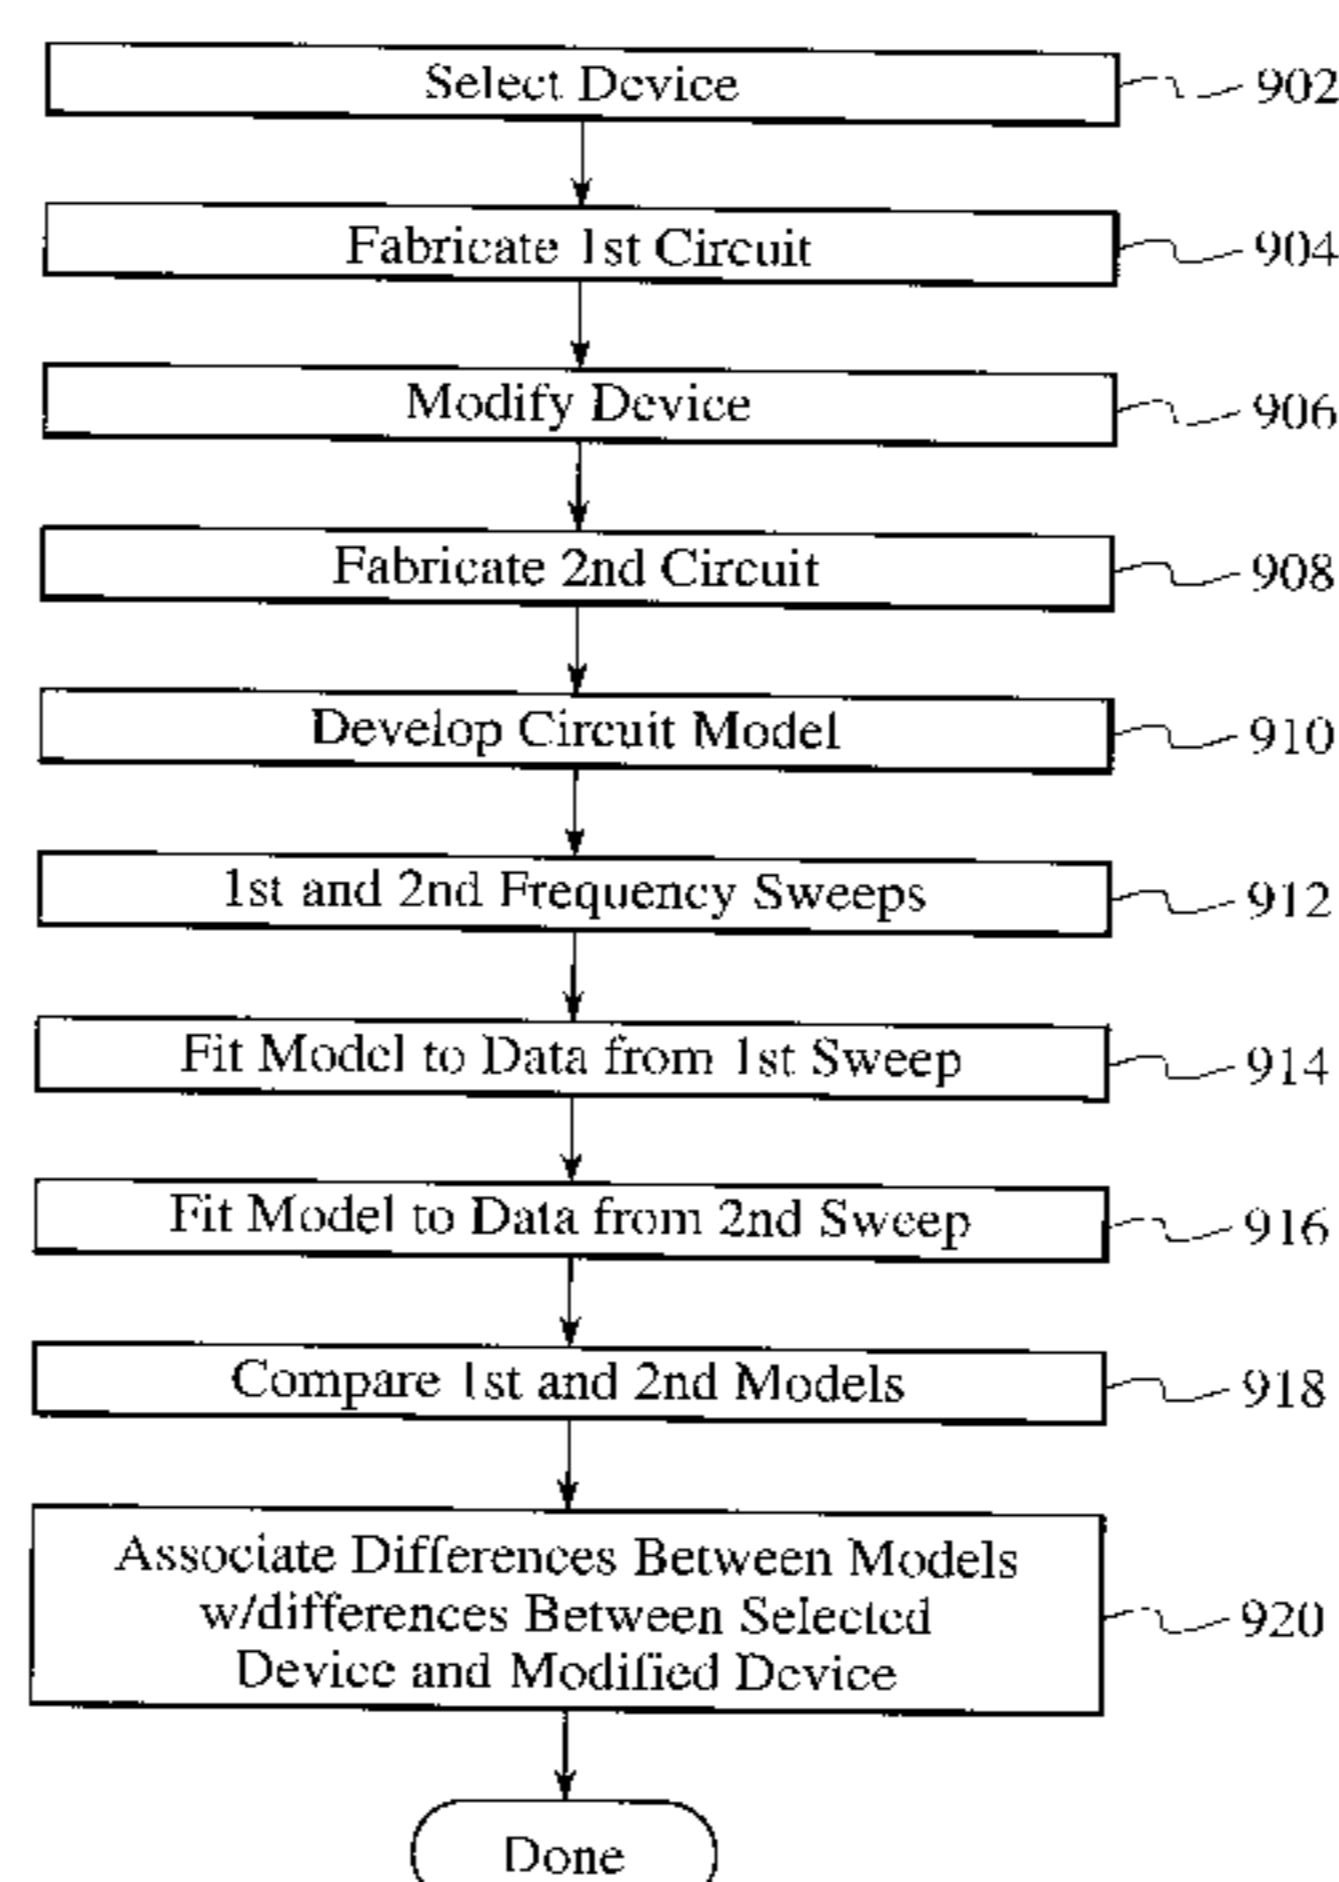 Select Device
902
Fabricate 1st Circuit
904
Modify Device
906
Fabricate 2nd Circuit
908
Develop Circuit Model
910
1st and 2nd Frequency Sweeps
912
Fit Model to Data from 1st Sweep
914
Fit Model to Data from 2nd Sweep
916
Compare 1st and 2nd Models
918
Associate Differences Between Models
w/differences Between Selected
Device and Modified Device
920
Done